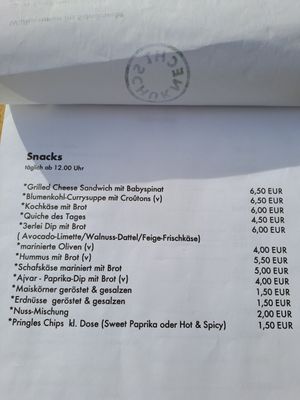 Snacks
täglich ab 12.00 Uhr
*Grilled Cheese Sandwich mit Babyspinat 6,50 EUR
*Blumenkohl-Currysuppe mit Croûtons (v) 6,50 EUR
*Kochkäse mit Brot 6,00 EUR
*Quiche des Tages 4,50 EUR
*3erlei Dip mit Brot 6,00 EUR
( Avocado-Limette/Walnuss-Dattel/Feige-Frischkäse)
*marinierte Oliven (v) 4,00 EUR
*Hummus mit Brot (v) 5,50 EUR
*Schafskäse mariniert mit Brot 5,00 EUR
*Ajvar - Paprika-Dip mit Brot (v) 4,00 EUR
*Maiskörner geröstet & gesalzen 1,50 EUR
*Erdnüsse geröstet & gesalzen 1,50 EUR
*Nuss-Mischung 2,00 EUR
*Pringles Chips kl. Dose (Sweet Paprika oder Hot & Spicy) 1,50 EUR